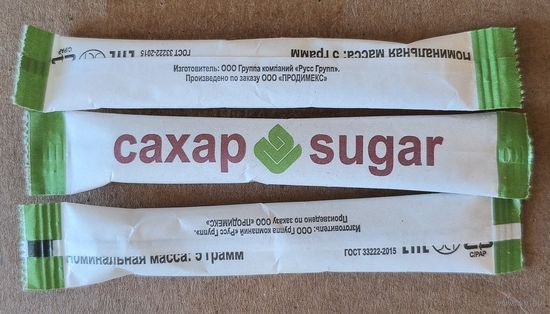 ГОСТ 33222-2015
C/PAP
номинальная масса: 5 грамм
Изготовитель: ООО Группа компаний «Русс Групп».
Произведено по заказу ООО «ПРОДИМЕКС»
сахар sugar
Изготовитель: ООО Группа компаний «Русс Групп».
Произведено по заказу ООО «ПРОДИМЕКС»
номинальная масса: 5 грамм
ГОСТ 33222-2015
C/PAP